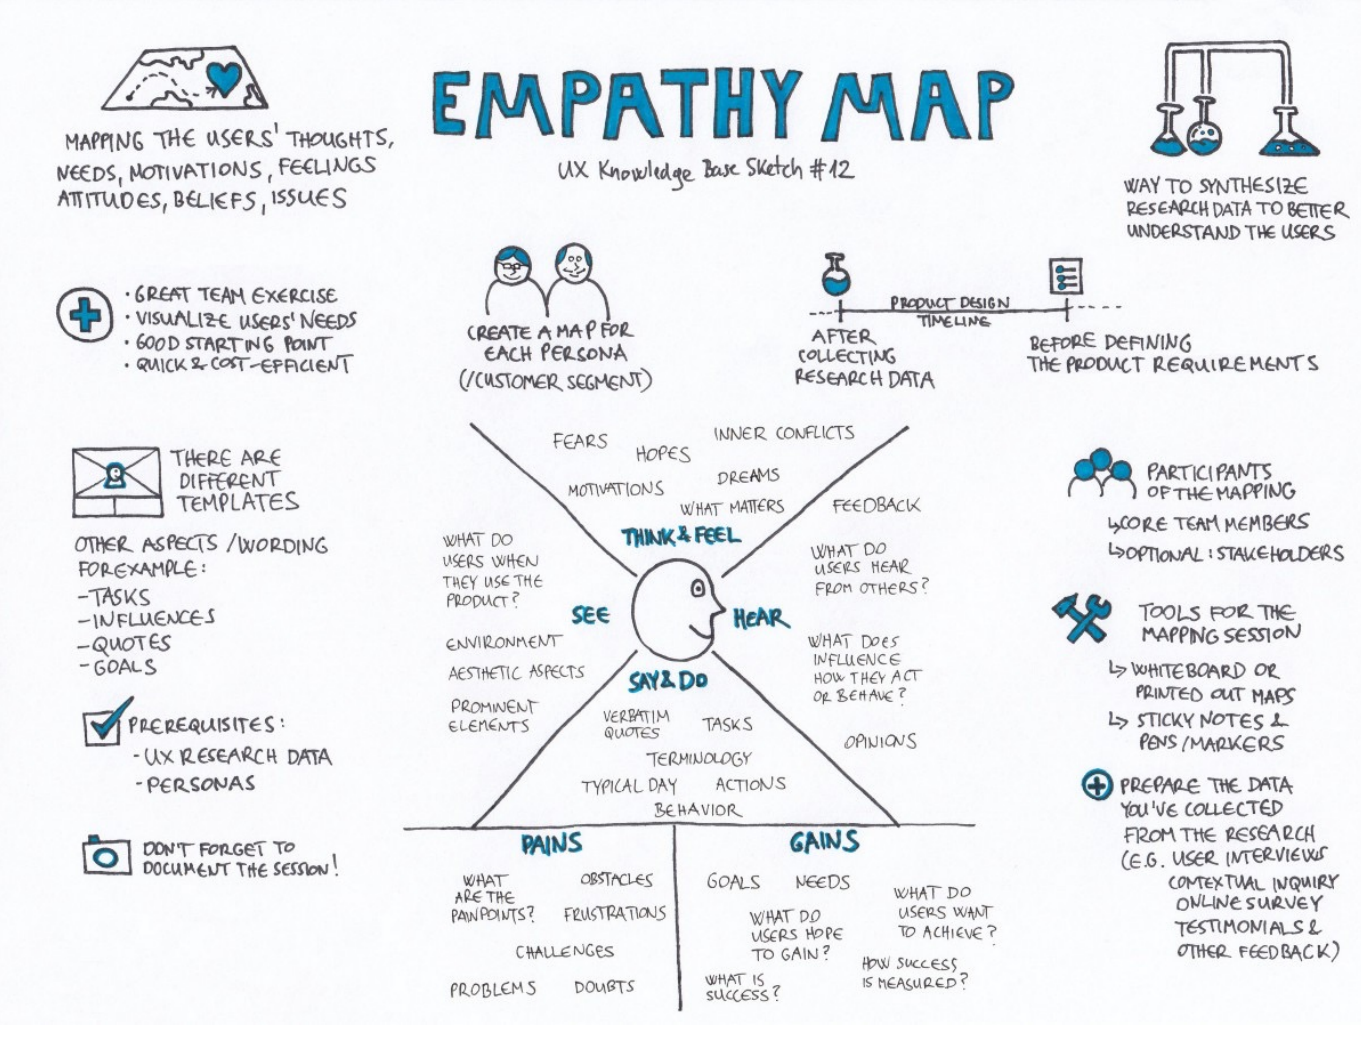 EMPATHY MAP
UX Knowledge Base Sketch #12
MAPPING THE USERS' THOUGHTS,
NEEDS, MOTIVATIONS, FEELINGS
ATTITUDES, BELIEFS, ISSUES
WAY TO SYNTHESIZE
RESEARCH DATA TO BETTER
UNDERSTAND THE USERS
• GREAT TEAM EXERCISE
• VISUALIZE USERS' NEEDS
• GOOD STARTING POINT
• QUICK & COST-EFFICIENT
CREATE A MAP FOR
EACH PERSONA
(/CUSTOMER SEGMENT)
PRODUCT DESIGN
TIMELINE
AFTER
COLLECTING
RESEARCH DATA
BEFORE DEFINING
THE PRODUCT REQUIREMENTS
THERE ARE
DIFFERENT
TEMPLATES
OTHER ASPECTS /WORDING
FOR EXAMPLE:
-TASKS
-INFLUENCES
-QUOTES
-GOALS
PREREQUISITES:
-UX RESEARCH DATA
-PERSONAS
DON'T FORGET TO
DOCUMENT THE SESSION!
FEARS
HOPES
INNER CONFLICTS
MOTIVATIONS
DREAMS
WHAT MATTERS
THINK & FEEL
WHAT DO
USERS WHEN
THEY USE THE
PRODUCT?
SEE
ENVIRONMENT
AESTHETIC ASPECTS
PROMINENT
ELEMENTS
FEEDBACK
WHAT DO
USERS HEAR
FROM OTHERS?
HEAR
WHAT DOES
INFLUENCE
HOW THEY ACT
OR BEHAVE?
OPINIONS
SAY & DO
VERBATIM
QUOTES
TASKS
TERMINOLOGY
TYPICAL DAY
ACTIONS
BEHAVIOR
PAINS
WHAT
ARE THE
PAINPOINTS?
OBSTACLES
FRUSTRATIONS
CHALLENGES
PROBLEMS
DOUBTS
GAINS
GOALS
NEEDS
WHAT DO
USERS WANT
TO ACHIEVE?
WHAT DO
USERS HOPE
TO GAIN?
WHAT IS
SUCCESS?
HOW SUCCESS
IS MEASURED?
PARTICIPANTS
OF THE MAPPING
↳CORE TEAM MEMBERS
↳OPTIONAL: STAKEHOLDERS
TOOLS FOR THE
MAPPING SESSION
↳ WHITEBOARD OR
PRINTED OUT MAPS
↳ STICKY NOTES &
PENS/MARKERS
PREPARE THE DATA
YOU'VE COLLECTED
FROM THE RESEARCH
(E.G. USER INTERVIEWS
CONTEXTUAL INQUIRY
ONLINE SURVEY
TESTIMONIALS &
OTHER FEEDBACK)